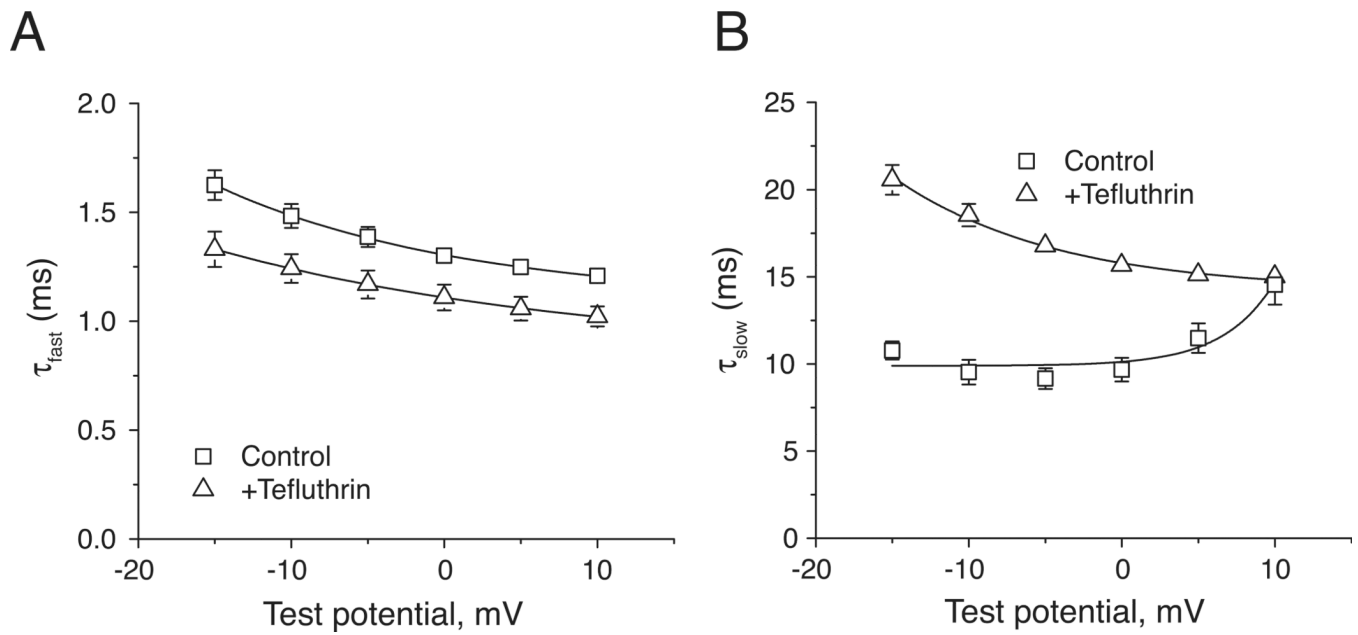 A
2.0
1.5
1.0
0.5
0.0
τfast (ms)
Control
+Tefluthrin
-20
-10
0
10
Test potential, mV
B
25
20
15
10
5
0
τslow (ms)
Control
+Tefluthrin
-20
-10
0
10
Test potential, mV